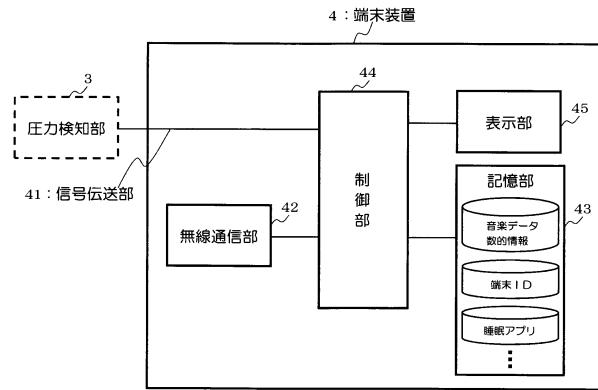 4：端末装置
3
圧力検知部
41：信号伝送部
44
制御部
42
無線通信部
表示部
45
記憶部
43
音楽データ
数的情報
端末ID
睡眠アプリ